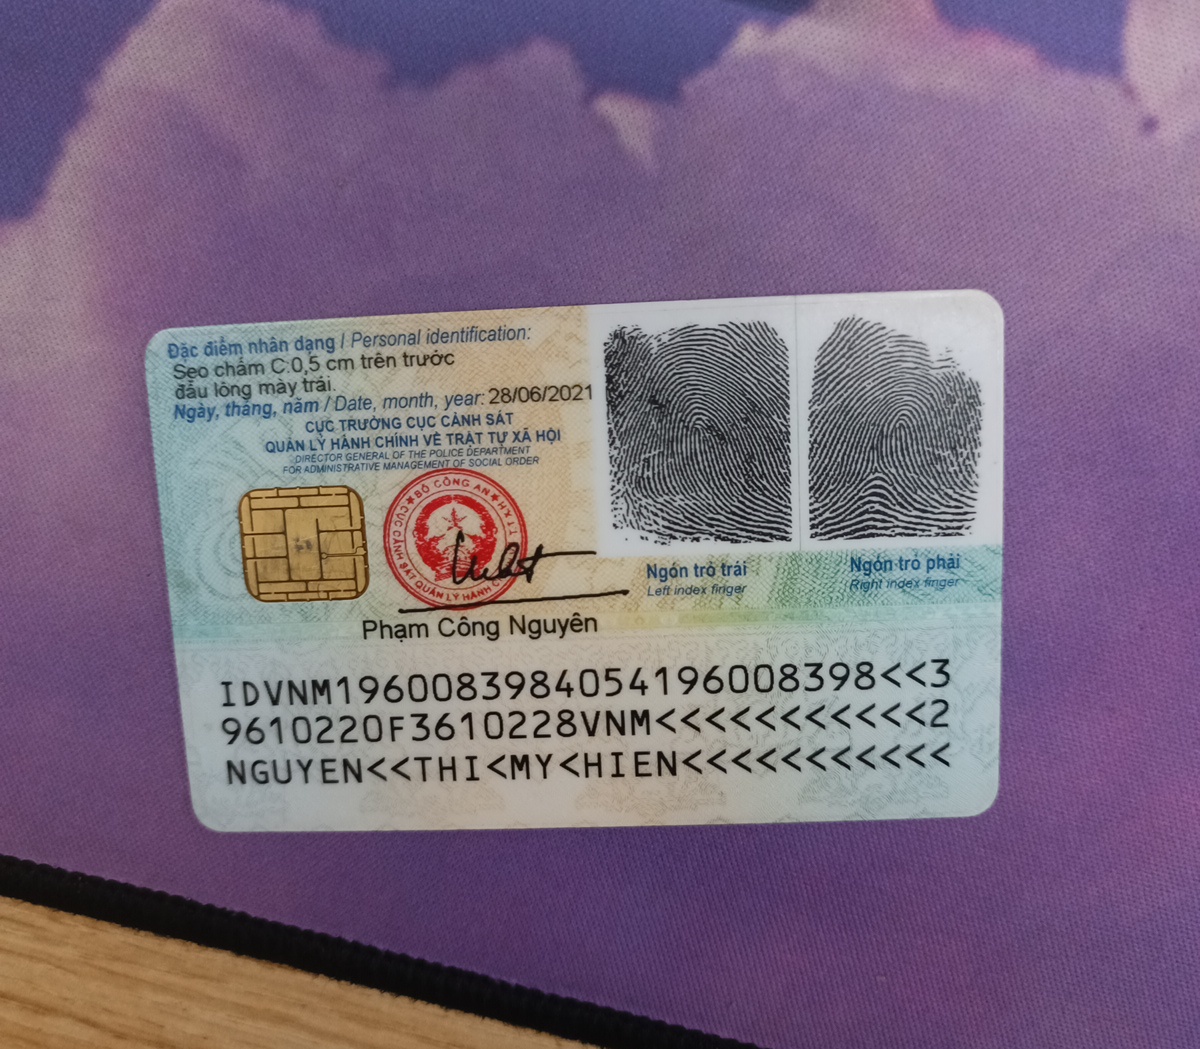 Đặc điểm nhân dạng / Personal identification:
Sẹo chấm C:0,5 cm trên trước
đầu lông mày trái.
Ngày, tháng, năm / Date, month, year: 28/06/2021
CỤC TRƯỞNG CỤC CẢNH SÁT
QUẢN LÝ HÀNH CHÍNH VỀ TRẬT TỰ XÃ HỘI
DIRECTOR GENERAL OF THE POLICE DEPARTMENT
FOR ADMINISTRATIVE MANAGEMENT OF SOCIAL ORDER
BỘ CÔNG AN
CỤC CẢNH SÁT QUẢN LÝ HÀNH C
T.T.X.H
Phạm Công Nguyên
Ngón trỏ trái
Left index finger
Ngón trỏ phải
Right index finger
IDVNM1960083984054196008398<<3
9610220F3610228VNM<<<<<<<<<<<2
NGUYEN<<THI<MY<HIEN<<<<<<<<<<<